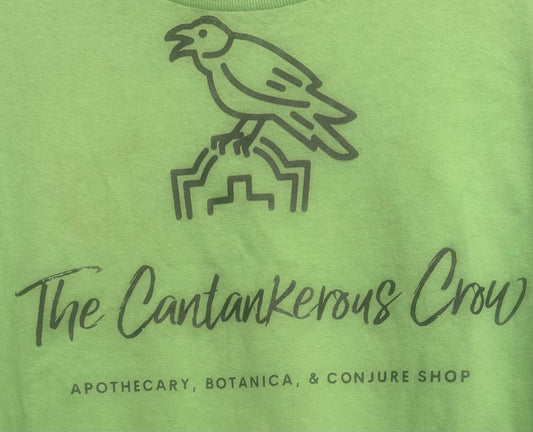 The Cantankerous Crow
APOTHECARY, BOTANICA, & CONJURE SHOP